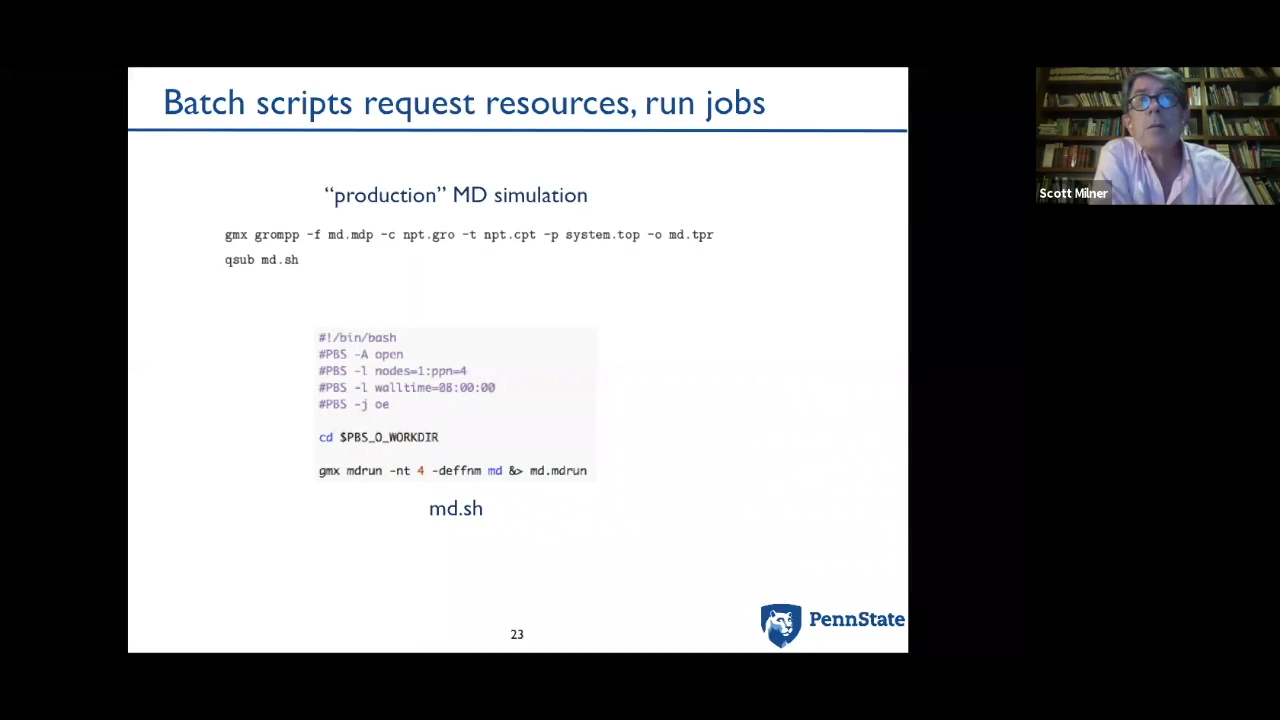 Batch scripts request resources, run jobs
“production” MD simulation
gmx grompp -f md.mdp -c npt.gro -t npt.cpt -p system.top -o md.tpr
qsub md.sh
#!/bin/bash
#PBS -A open
#PBS -l nodes=1:ppn=4
#PBS -l walltime=08:00:00
#PBS -j oe
cd $PBS_O_WORKDIR
gmx mdrun -nt 4 -deffnm md &> md.mdrun
md.sh
23
PennState
Scott Milner